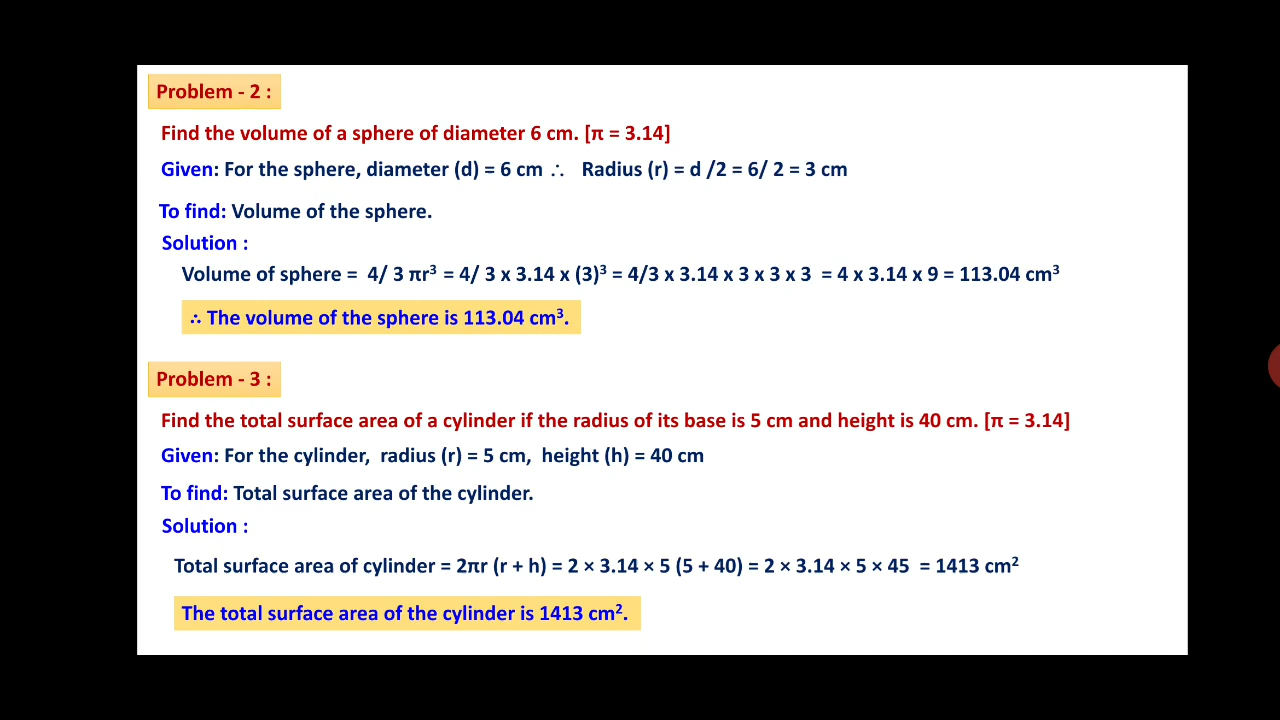 Problem - 2 :
Find the volume of a sphere of diameter 6 cm. [π = 3.14]
Given: For the sphere, diameter (d) = 6 cm ∴ Radius (r) = d /2 = 6/ 2 = 3 cm
To find: Volume of the sphere.
Solution :
Volume of sphere = 4/ 3 πr³ = 4/ 3 x 3.14 x (3)³ = 4/3 x 3.14 x 3 x 3 x 3 = 4 x 3.14 x 9 = 113.04 cm³
∴ The volume of the sphere is 113.04 cm³.
Problem - 3 :
Find the total surface area of a cylinder if the radius of its base is 5 cm and height is 40 cm. [π = 3.14]
Given: For the cylinder, radius (r) = 5 cm, height (h) = 40 cm
To find: Total surface area of the cylinder.
Solution :
Total surface area of cylinder = 2πr (r + h) = 2 × 3.14 × 5 (5 + 40) = 2 × 3.14 × 5 × 45 = 1413 cm²
The total surface area of the cylinder is 1413 cm².